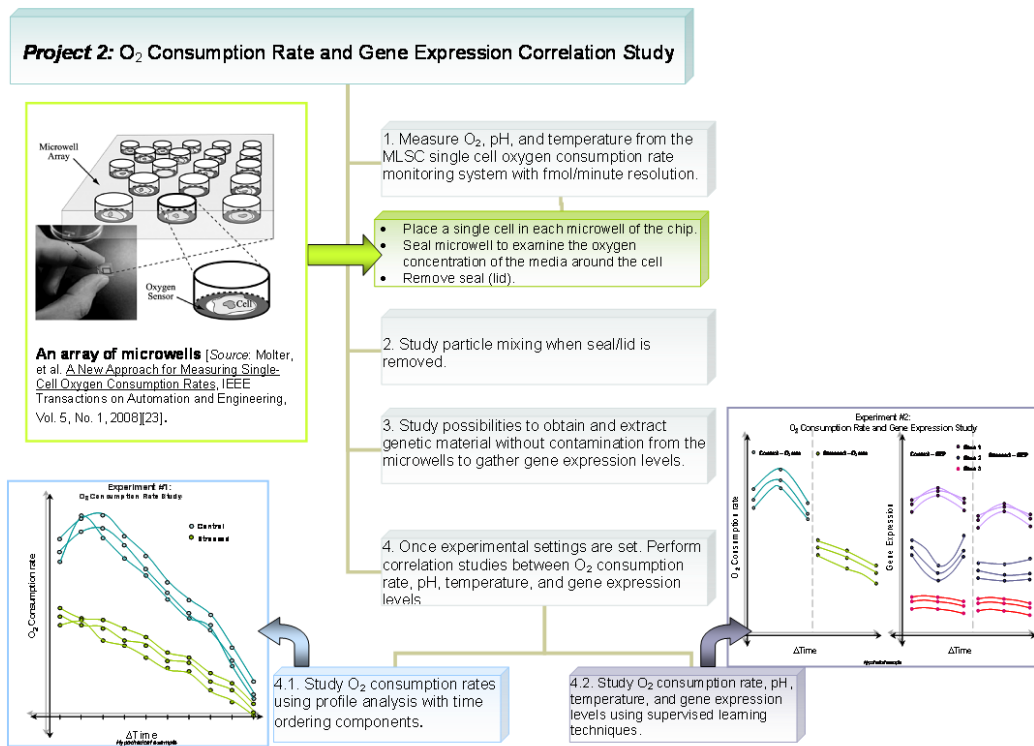 Project 2: O₂ Consumption Rate and Gene Expression Correlation Study
Microwell
Array
Oxygen
Sensor
Cell
An array of microwells [Source: Molter,
et al. A New Approach for Measuring Single-
Cell Oxygen Consumption Rates, IEEE
Transactions on Automation and Engineering,
Vol. 5, No. 1, 2008][23].
1. Measure O₂, pH, and temperature from the
MLSC single cell oxygen consumption rate
monitoring system with fmol/minute resolution.
• Place a single cell in each microwell of the chip.
• Seal microwell to examine the oxygen
concentration of the media around the cell
• Remove seal (lid).
2. Study particle mixing when seal/lid is
removed.
3. Study possibilities to obtain and extract
genetic material without contamination from the
microwells to gather gene expression levels.
4. Once experimental settings are set. Perform
correlation studies between O₂ consumption
rate, pH, temperature, and gene expression
levels
4.1. Study O₂ consumption rates
using profile analysis with time
ordering components.
4.2. Study O₂ consumption rate, pH,
temperature, and gene expression
levels using supervised learning
techniques.
Experiment #1:
O₂ Consumption Rate Study
Control
Stressed
O₂ Consumption rate
ΔTime
Hypothetical example
Experiment #2:
O₂ Consumption Rate and Gene Expression Study
Control – O₂ rate
Stressed – O₂ rate
O₂ Consumption rate
ΔTime
Control – GEP
Stressed – GEP
Gene Expression
ΔTime
Hypothetical example